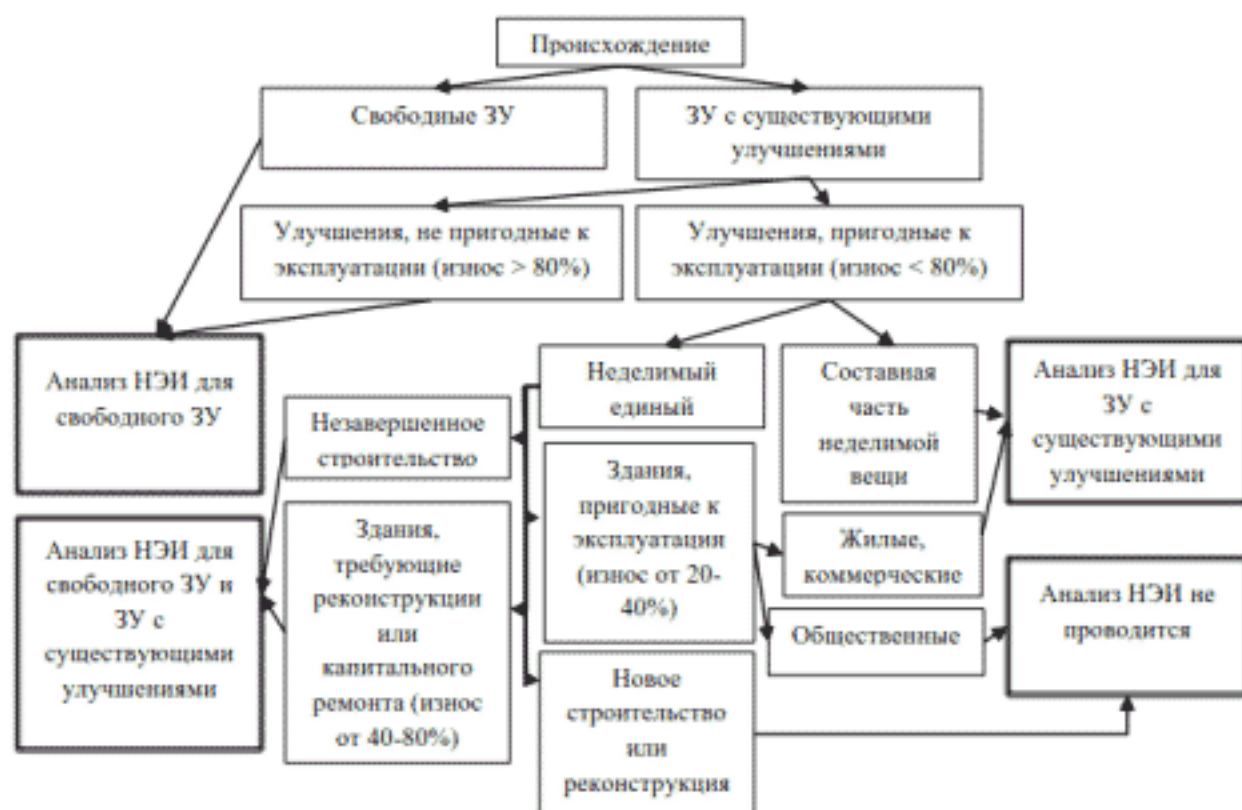 Происхождение
Свободные ЗУ
ЗУ с существующими
улучшениями
Улучшения, не пригодные к
эксплуатации (износ > 80%)
Улучшения, пригодные к
эксплуатации (износ < 80%)
Анализ НЭИ для
свободного ЗУ
Неделимый
единый
Составная
часть
неделимой
вещи
Анализ НЭИ для
ЗУ с
существующими
улучшениями
Незавершенное
строительство
Здания,
пригодные к
эксплуатации
(износ от 20-
40%)
Анализ НЭИ для
свободного ЗУ и
ЗУ с
существующими
улучшениями
Здания,
требующие
реконструкции
или
капитального
ремонта (износ
от 40-80%)
Жилые,
коммерческие
Общественные
Анализ НЭИ не
проводится
Новое
строительство
или
реконструкция